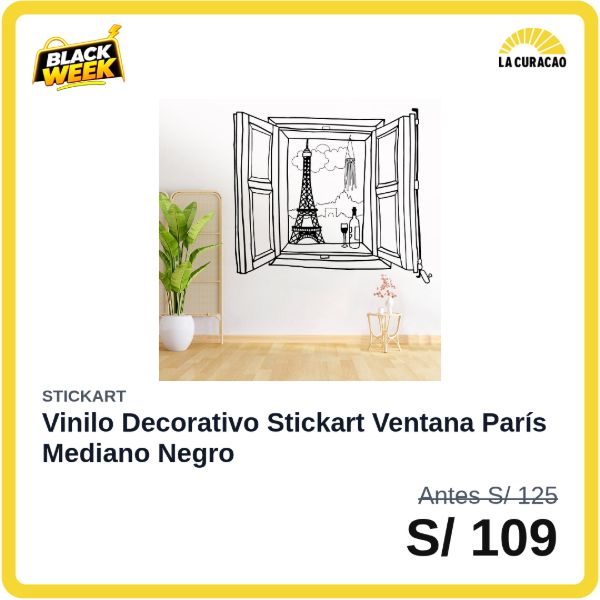 BLACK
WEEK
LA CURACAO
STICKART
Vinilo Decorativo Stickart Ventana París
Mediano Negro
Antes S/ 125
S/ 109